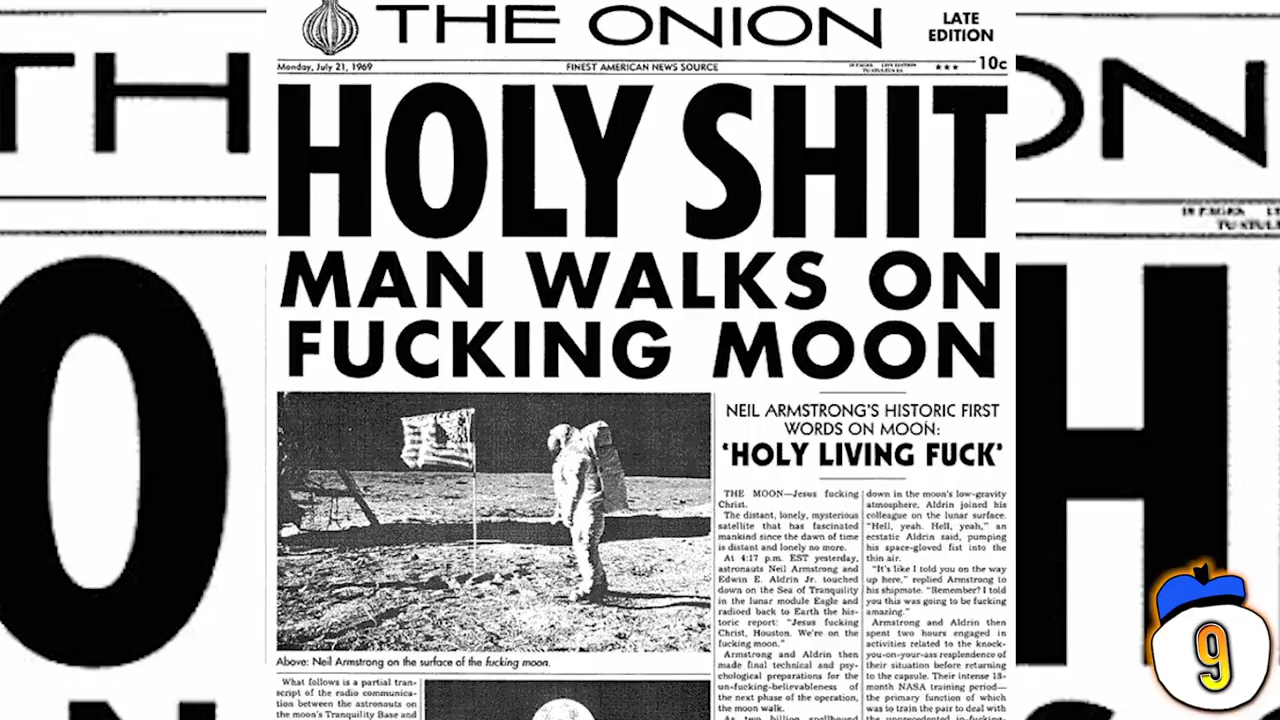 THE ONION
LATE
EDITION
Monday, July 21, 1969
FINEST AMERICAN NEWS SOURCE
*** 10c
HOLY SHIT
MAN WALKS ON
FUCKING MOON
NEIL ARMSTRONG'S HISTORIC FIRST
WORDS ON MOON:
'HOLY LIVING FUCK'
THE MOON—Jesus fucking
Christ.
The distant, lonely, mysterious
satellite that has fascinated
mankind since the dawn of time
is distant and lonely no more.
At 4:17 p.m. EST yesterday,
astronauts Neil Armstrong and
Edwin E. Aldrin Jr. touched
down on the Sea of Tranquility
in the lunar module Eagle and
radioed back to Earth the his-
toric report: "Jesus fucking
Christ, Houston. We're on the
fucking moon."
Armstrong and Aldrin then
made final technical and psy-
chological preparations for the
un-fucking-believableness of
the next phase of the operation,
the moon walk.
As two billion spellbound
down in the moon's low-gravity
atmosphere, Aldrin joined his
colleague on the lunar surface.
"Hell, yeah. Hell, yeah," an
ecstatic Aldrin said, pumping
his space-gloved fist into the
thin air.
"It's like I told you on the way
up here," replied Armstrong to
his shipmate. "Remember? I told
you this was going to be fucking
amazing."
Armstrong and Aldrin then
spent two hours engaged in
activities related to the knock-
you-on-your-ass resplendence of
their situation before returning
to the capsule. Their intense 18-
month NASA training period—
the primary function of which
was to train the pair to deal with
the unprecedented in-fucking-
Above: Neil Armstrong on the surface of the fucking moon.
What follows is a partial tran-
script of the radio communica-
tion between the astronauts on
the moon's Tranquility Base and
9